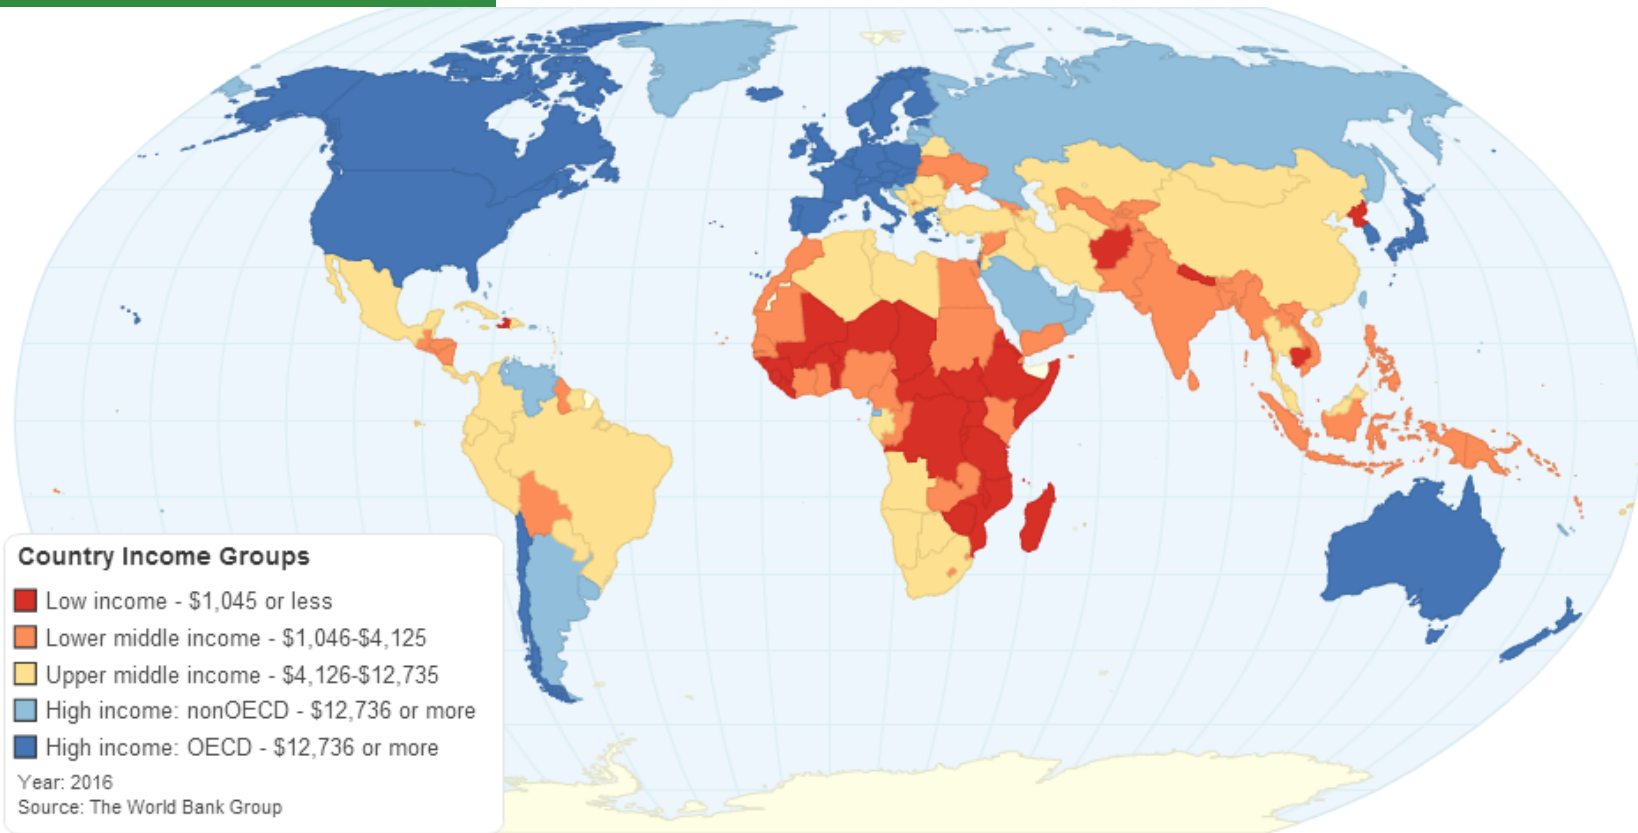 Country Income Groups
Low income - $1,045 or less
Lower middle income - $1,046-$4,125
Upper middle income - $4,126-$12,735
High income: nonOECD - $12,736 or more
High income: OECD - $12,736 or more
Year: 2016
Source: The World Bank Group